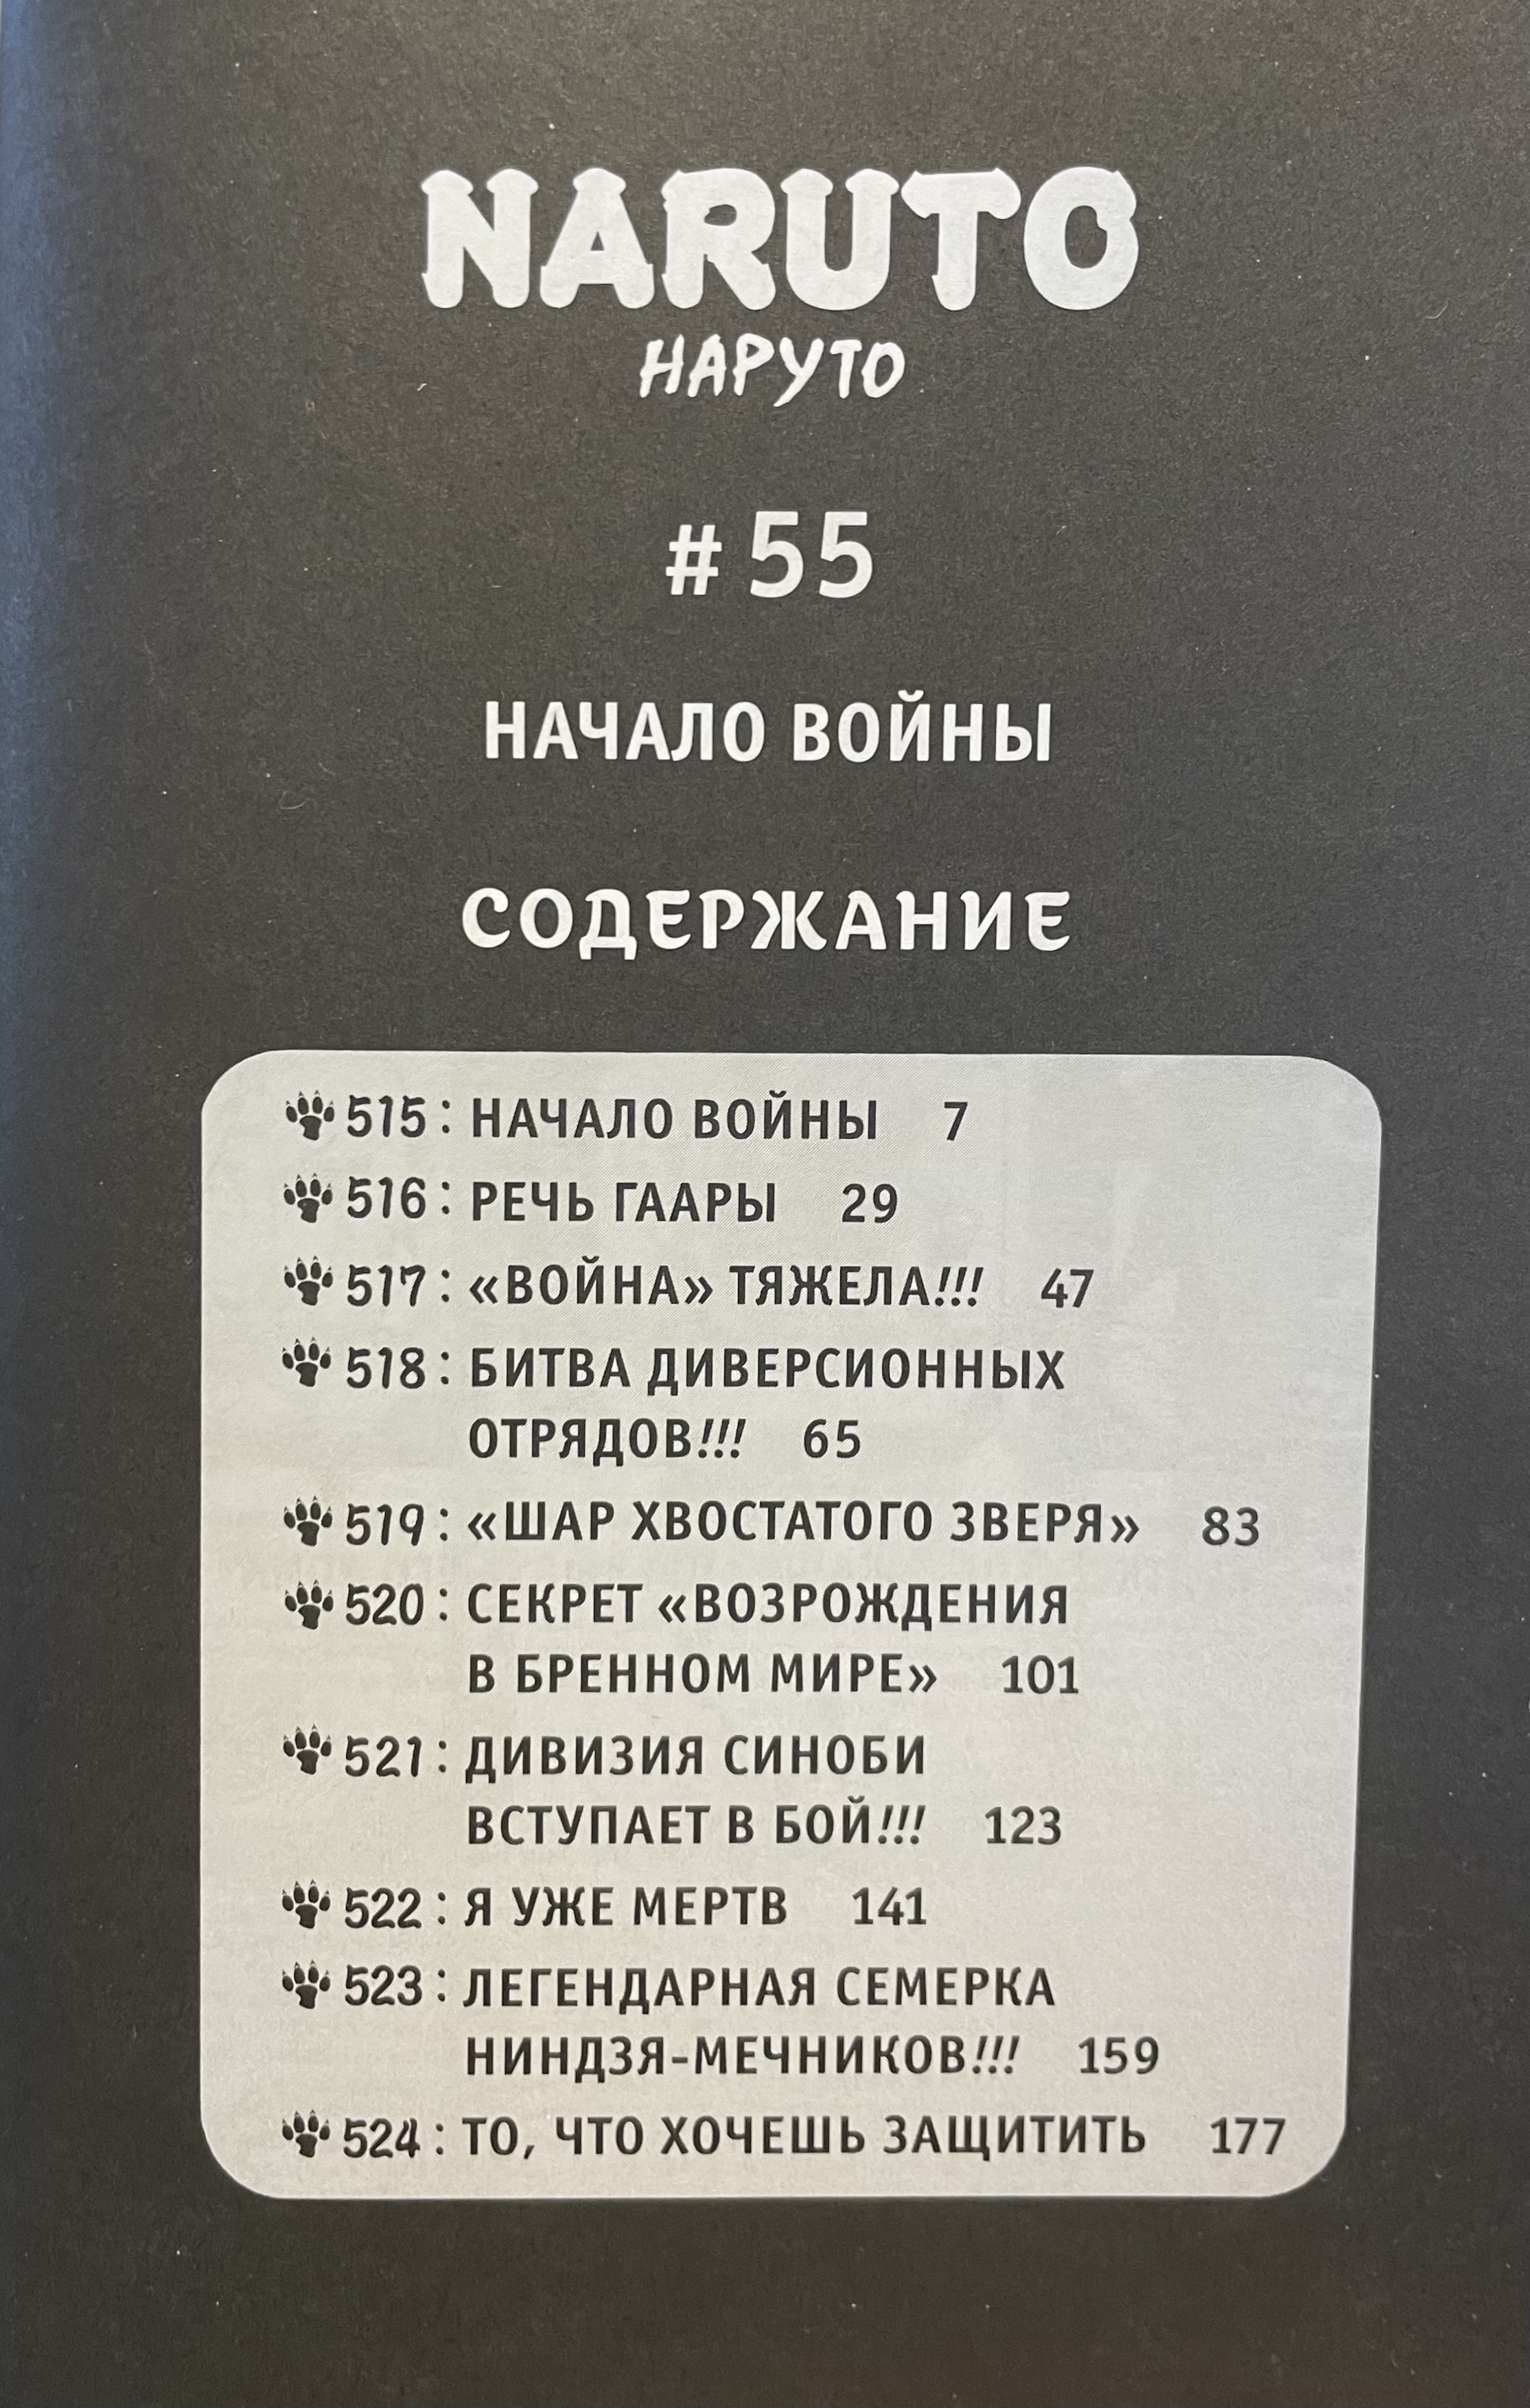 NARUTO
НАРУТО
# 55
НАЧАЛО ВОЙНЫ
СОДЕРЖАНИЕ
515: НАЧАЛО ВОЙНЫ 7
516: РЕЧЬ ГААРЫ 29
517: «ВОЙНА» ТЯЖЕЛА!!! 47
518: БИТВА ДИВЕРСИОННЫХ
ОТРЯДОВ!!! 65
519: «ШАР ХВОСТАТОГО ЗВЕРЯ» 83
520: СЕКРЕТ «ВОЗРОЖДЕНИЯ
В БРЕННОМ МИРЕ» 101
521: ДИВИЗИЯ СИНОБИ
ВСТУПАЕТ В БОЙ!!! 123
522: Я УЖЕ МЕРТВ 141
523: ЛЕГЕНДАРНАЯ СЕМЕРКА
НИНДЗЯ-МЕЧНИКОВ!!! 159
524: ТО, ЧТО ХОЧЕШЬ ЗАЩИТИТЬ 177